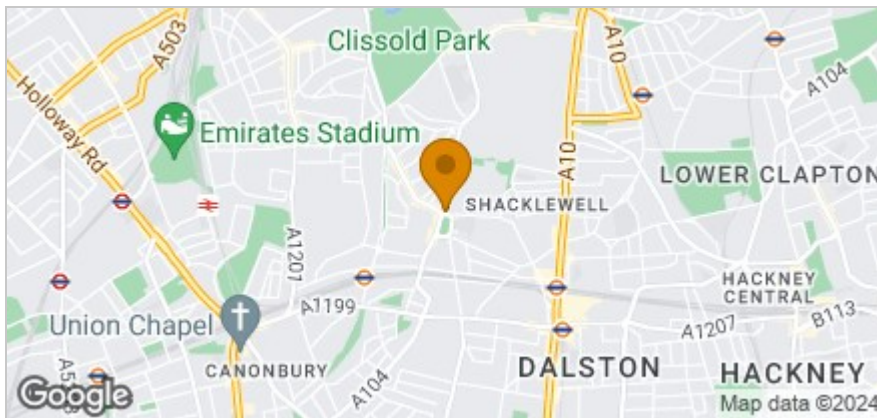 A503
Clissold Park
A10
A10
A104
Holloway Rd
Emirates Stadium
A10
LOWER CLAPTON
SHACKLEWELL
A1201
HACKNEY
CENTRAL
A1199
B113
Union Chapel
A1207
CANONBURY
A104
DALSTON
HACKNEY
Google
Map data ©2024